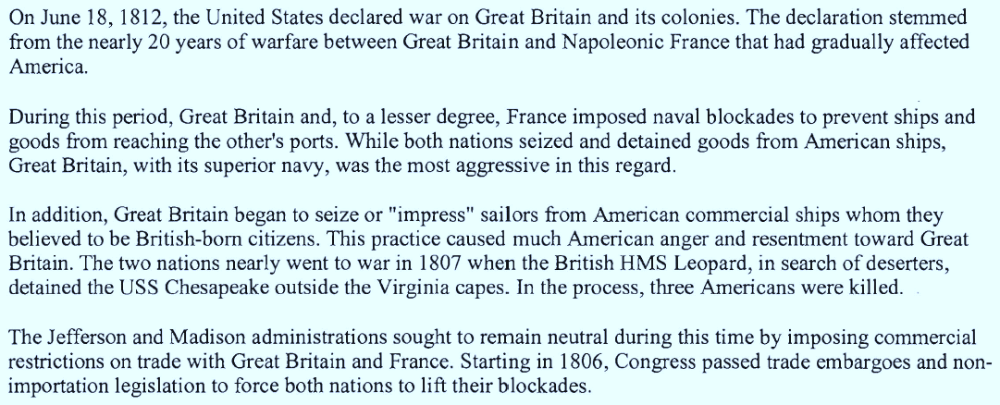 On June 18, 1812, the United States declared war on Great Britain and its colonies. The declaration stemmed
from the nearly 20 years of warfare between Great Britain and Napoleonic France that had gradually affected
America.
During this period, Great Britain and, to a lesser degree, France imposed naval blockades to prevent ships and
goods from reaching the other's ports. While both nations seized and detained goods from American ships,
Great Britain, with its superior navy, was the most aggressive in this regard.
In addition, Great Britain began to seize or "impress" sailors from American commercial ships whom they
believed to be British-born citizens. This practice caused much American anger and resentment toward Great
Britain. The two nations nearly went to war in 1807 when the British HMS Leopard, in search of deserters,
detained the USS Chesapeake outside the Virginia capes. In the process, three Americans were killed.
The Jefferson and Madison administrations sought to remain neutral during this time by imposing commercial
restrictions on trade with Great Britain and France. Starting in 1806, Congress passed trade embargoes and non-
importation legislation to force both nations to lift their blockades.